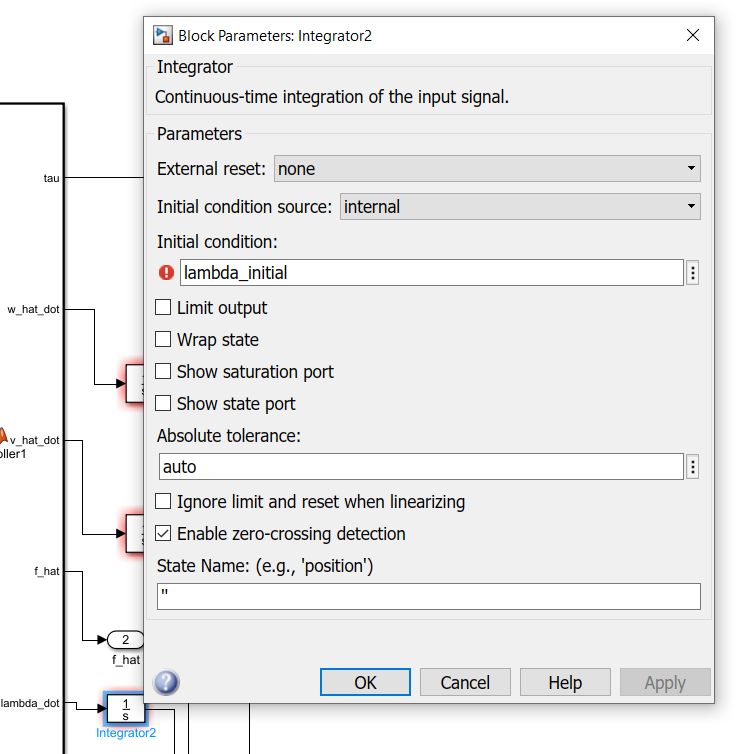 Block Parameters: Integrator2
Integrator
Continuous-time integration of the input signal.
Parameters
External reset: none
Initial condition source: internal
Initial condition:
lambda_initial
Limit output
Wrap state
Show saturation port
Show state port
Absolute tolerance:
auto
Ignore limit and reset when linearizing
Enable zero-crossing detection
State Name: (e.g., 'position')
''
OK Cancel Help Apply
tau
w_hat_dot
v_hat_dot
oller1
f_hat
2
f_hat
lambda_dot
1
s
Integrator2